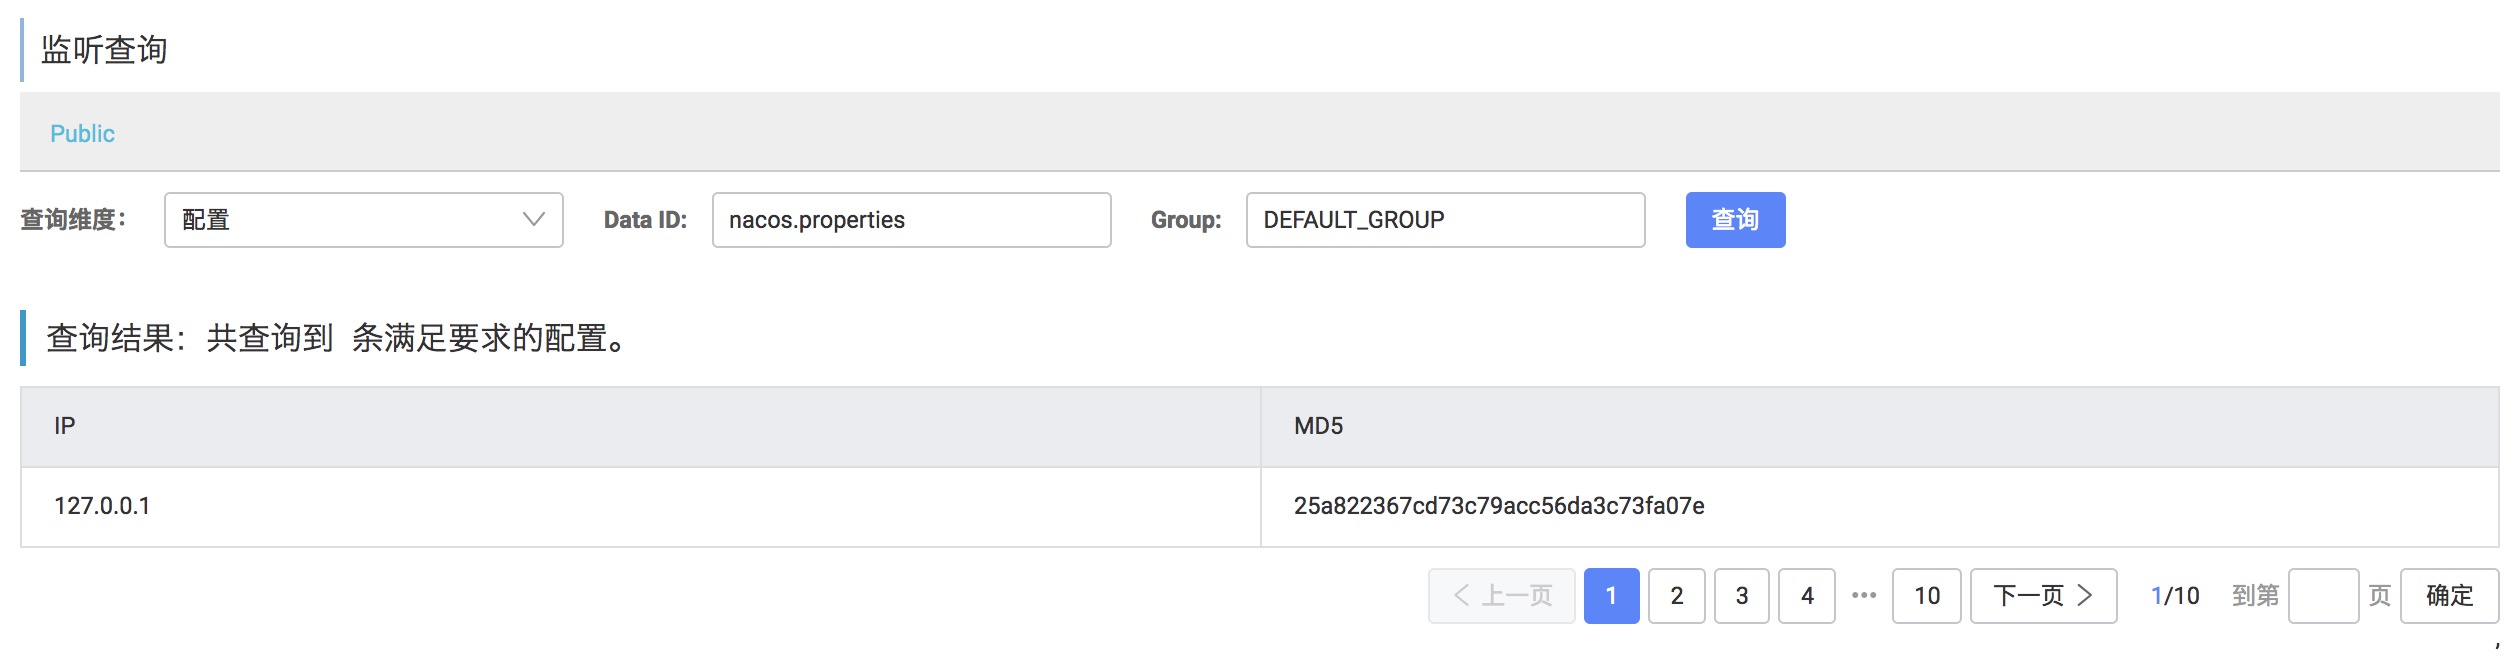 监听查询
Public
查询维度： 配置 Data ID: nacos.properties Group: DEFAULT_GROUP 查询
查询结果：共查询到 条满足要求的配置。
IP MD5
127.0.0.1 25a822367cd73c79acc56da3c73fa07e
上一页 1 2 3 4 ••• 10 下一页 1/10 到第 页 确定